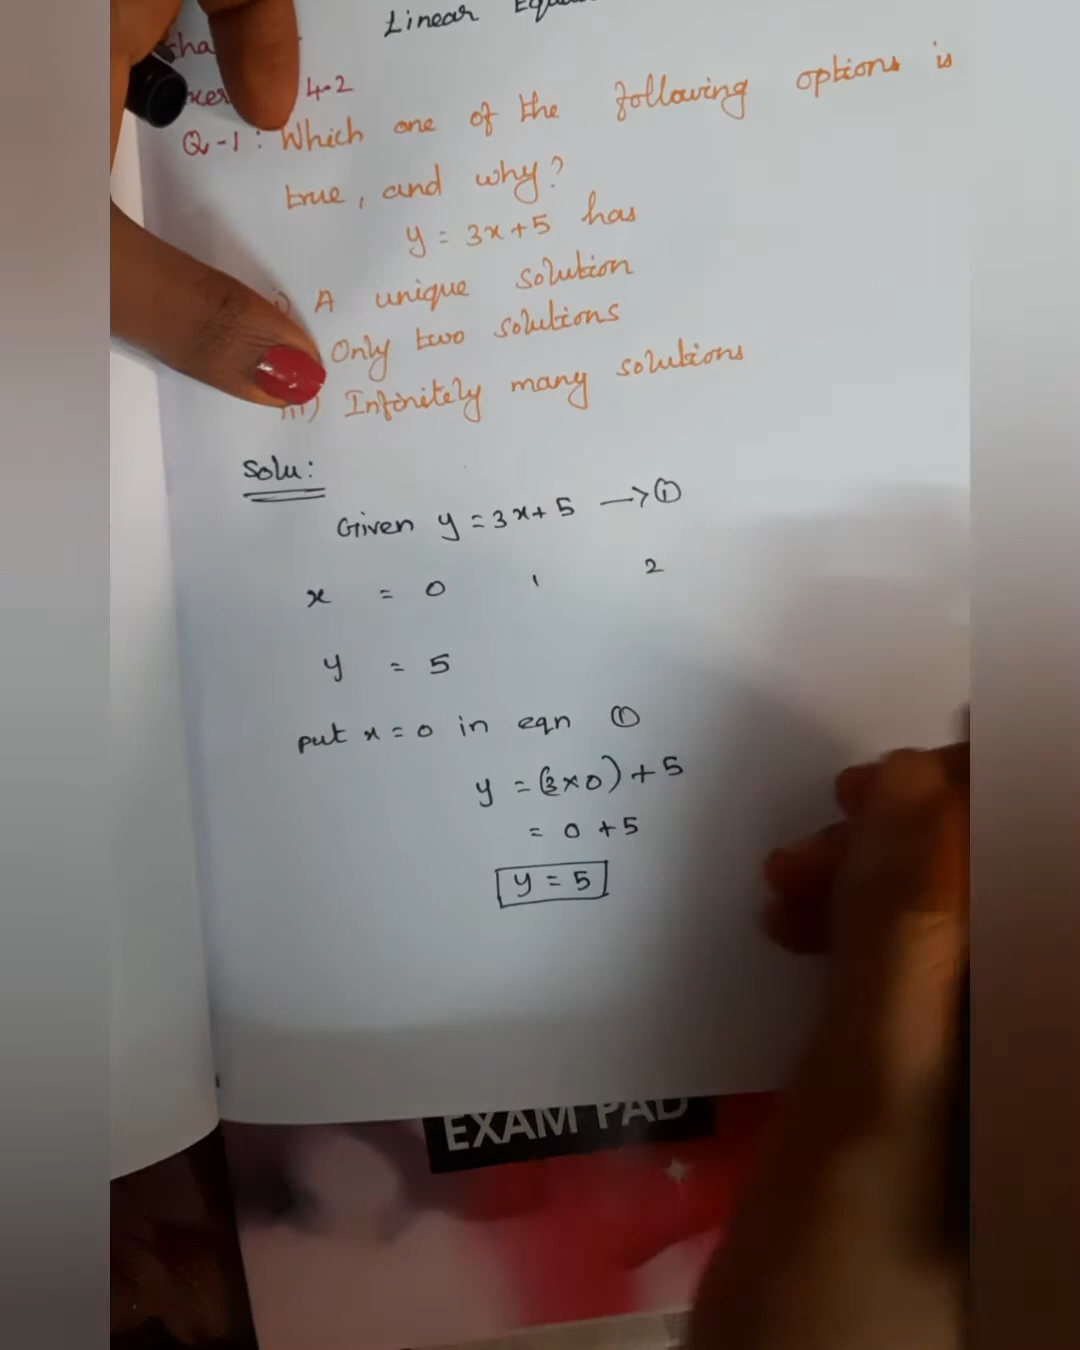 Linear
4.2
Q-1: Which one of the following options is
true, and why?
y = 3x+5 has
i) A unique solution
Only two solutions
iii) Infinitely many solutions
Solu:
Given y = 3x+5 → ①
x = 0 1 2
y = 5
put x = 0 in eqn ①
y = (3×0) + 5
= 0 + 5
y = 5
EXAM PAD